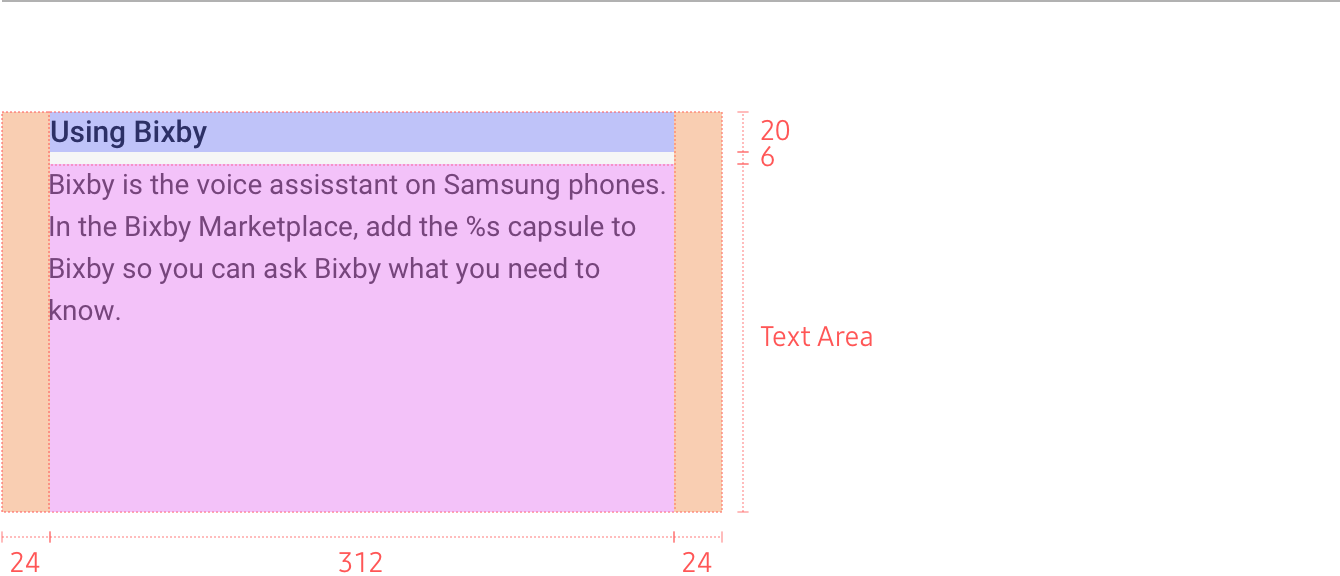 Using Bixby
20
6
Bixby is the voice assisstant on Samsung phones.
In the Bixby Marketplace, add the %s capsule to
Bixby so you can ask Bixby what you need to
know.
Text Area
24
312
24